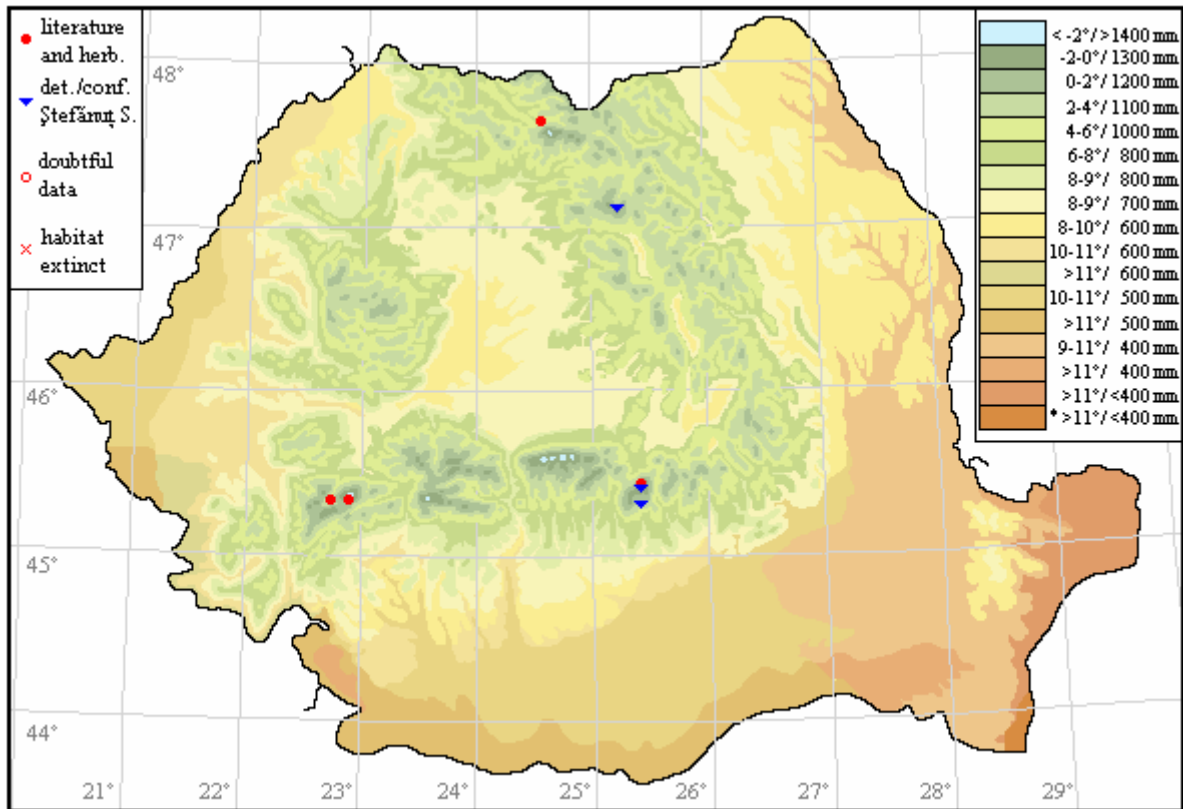 literature
and herb.
det./conf.
Ştefănuţ S.
doubtful
data
habitat
extinct
< -2°/>1400 mm
-2-0°/1300 mm
0-2°/1200 mm
2-4°/1100 mm
4-6°/1000 mm
6-8°/ 800 mm
8-9°/ 800 mm
8-9°/ 700 mm
8-10°/ 600 mm
10-11°/ 600 mm
>11°/ 600 mm
10-11°/ 500 mm
>11°/ 500 mm
9-11°/ 400 mm
>11°/ 400 mm
>11°/<400 mm
* >11°/<400 mm
48°
47°
46°
45°
44°
21°
22°
23°
24°
25°
26°
27°
28°
29°